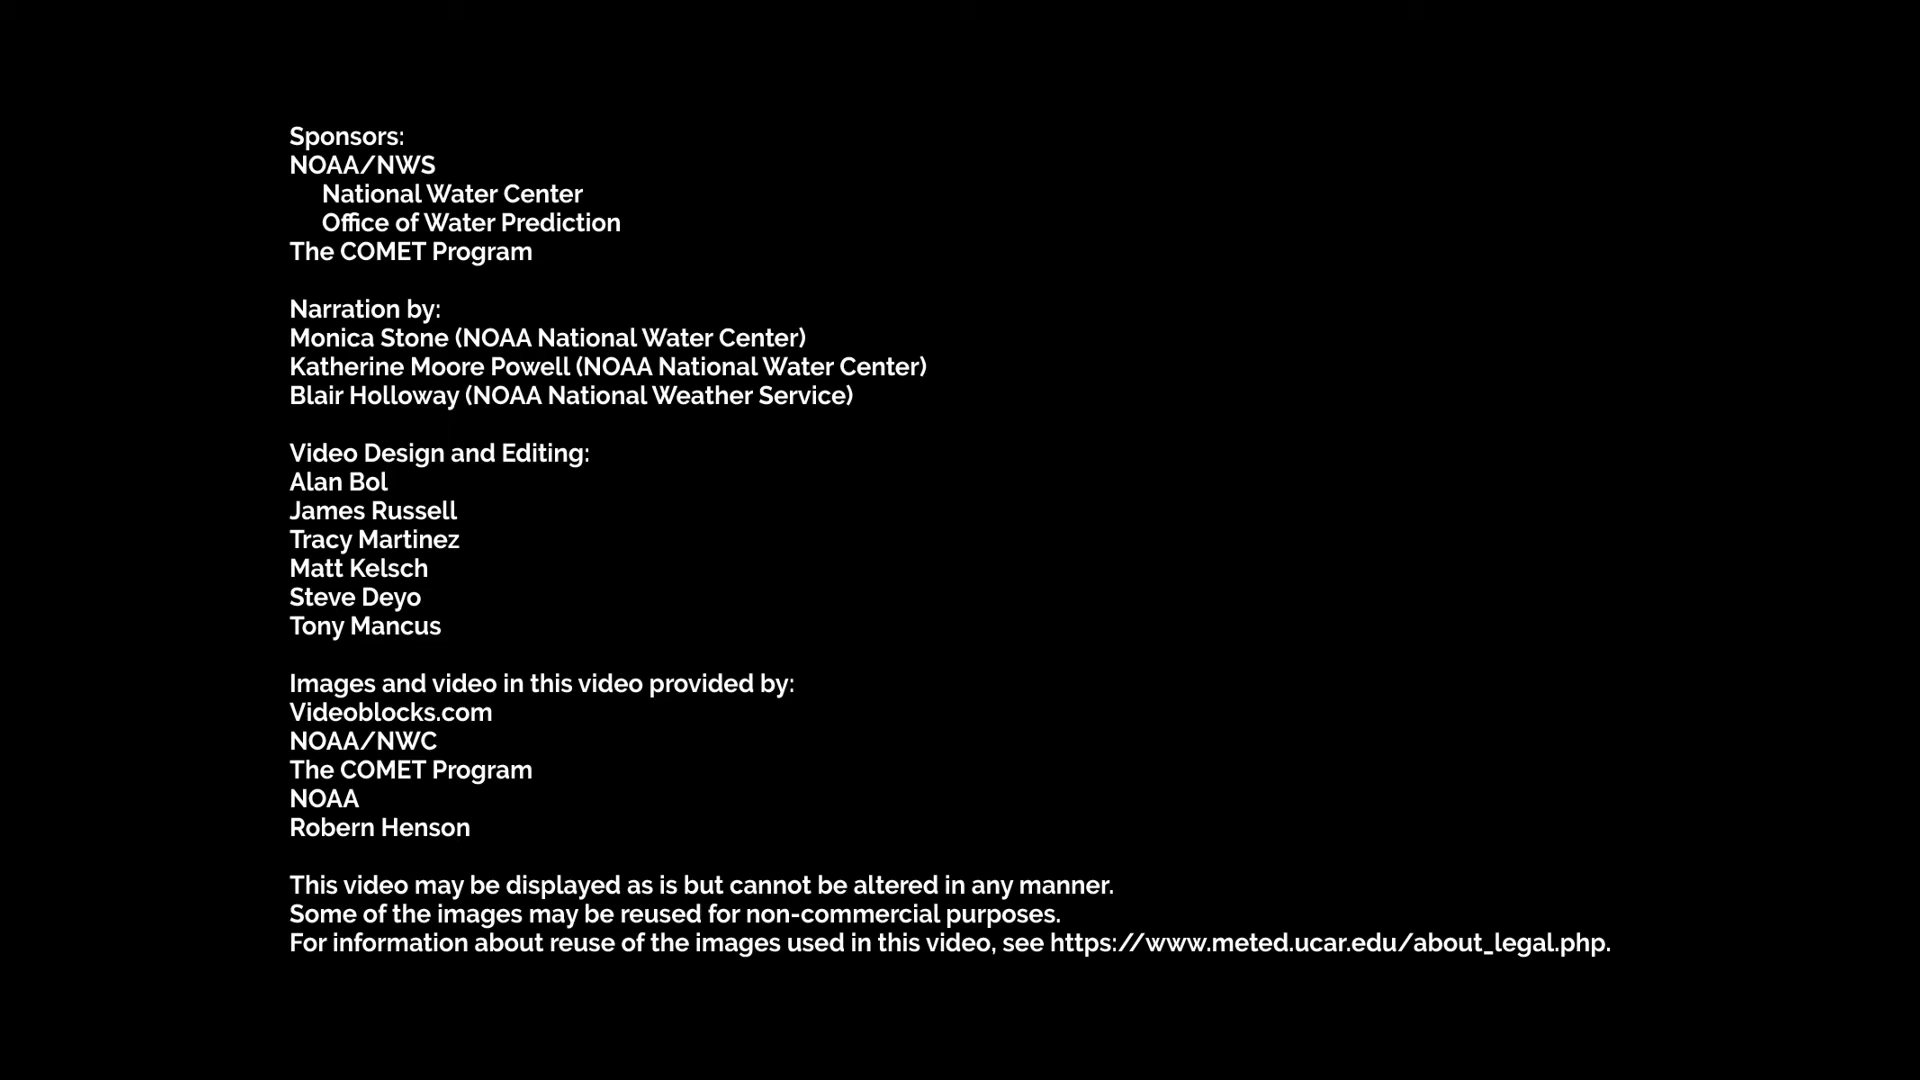 Sponsors:
NOAA/NWS
National Water Center
Office of Water Prediction
The COMET Program
Narration by:
Monica Stone (NOAA National Water Center)
Katherine Moore Powell (NOAA National Water Center)
Blair Holloway (NOAA National Weather Service)
Video Design and Editing:
Alan Bol
James Russell
Tracy Martinez
Matt Kelsch
Steve Deyo
Tony Mancus
Images and video in this video provided by:
Videoblocks.com
NOAA/NWC
The COMET Program
NOAA
Robern Henson
This video may be displayed as is but cannot be altered in any manner.
Some of the images may be reused for non-commercial purposes.
For information about reuse of the images used in this video, see https://www.meted.ucar.edu/about_legal.php.